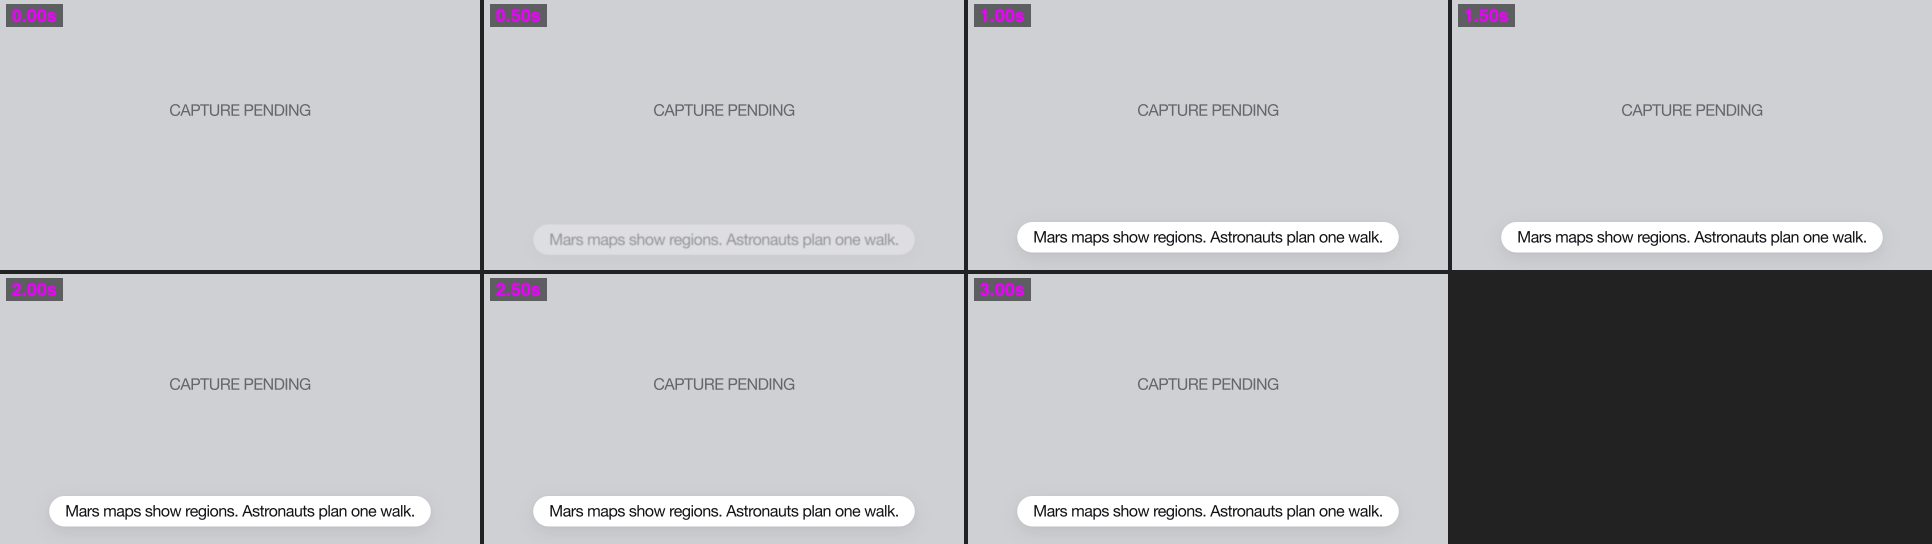 0.00s
0.50s
1.00s
1.50s
CAPTURE PENDING
CAPTURE PENDING
CAPTURE PENDING
CAPTURE PENDING
Mars maps show regions. Astronauts plan one walk.
Mars maps show regions. Astronauts plan one walk.
Mars maps show regions. Astronauts plan one walk.
2.00s
2.50s
3.00s
CAPTURE PENDING
CAPTURE PENDING
CAPTURE PENDING
Mars maps show regions. Astronauts plan one walk.
Mars maps show regions. Astronauts plan one walk.
Mars maps show regions. Astronauts plan one walk.